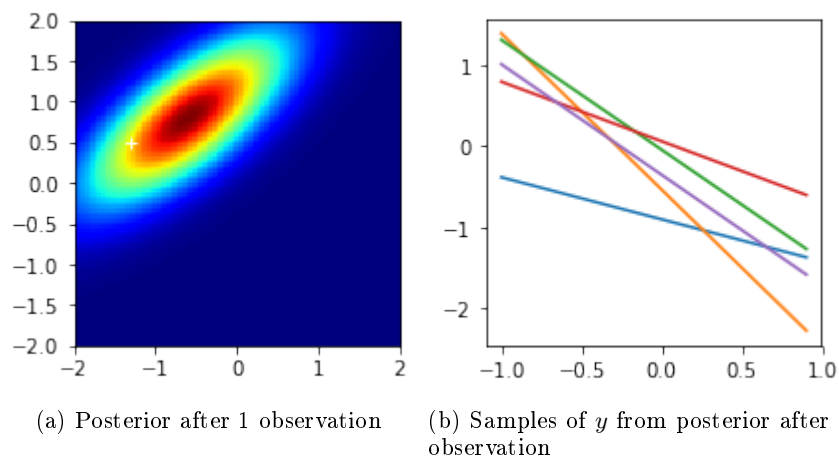 2.0
1.5
1.0
0.5
0.0
−0.5
−1.0
−1.5
−2.0
−2 −1 0 1 2
1
0
−1
−2
−1.0 −0.5 0.0 0.5 1.0
(a) Posterior after 1 observation
(b) Samples of y from posterior after
observation